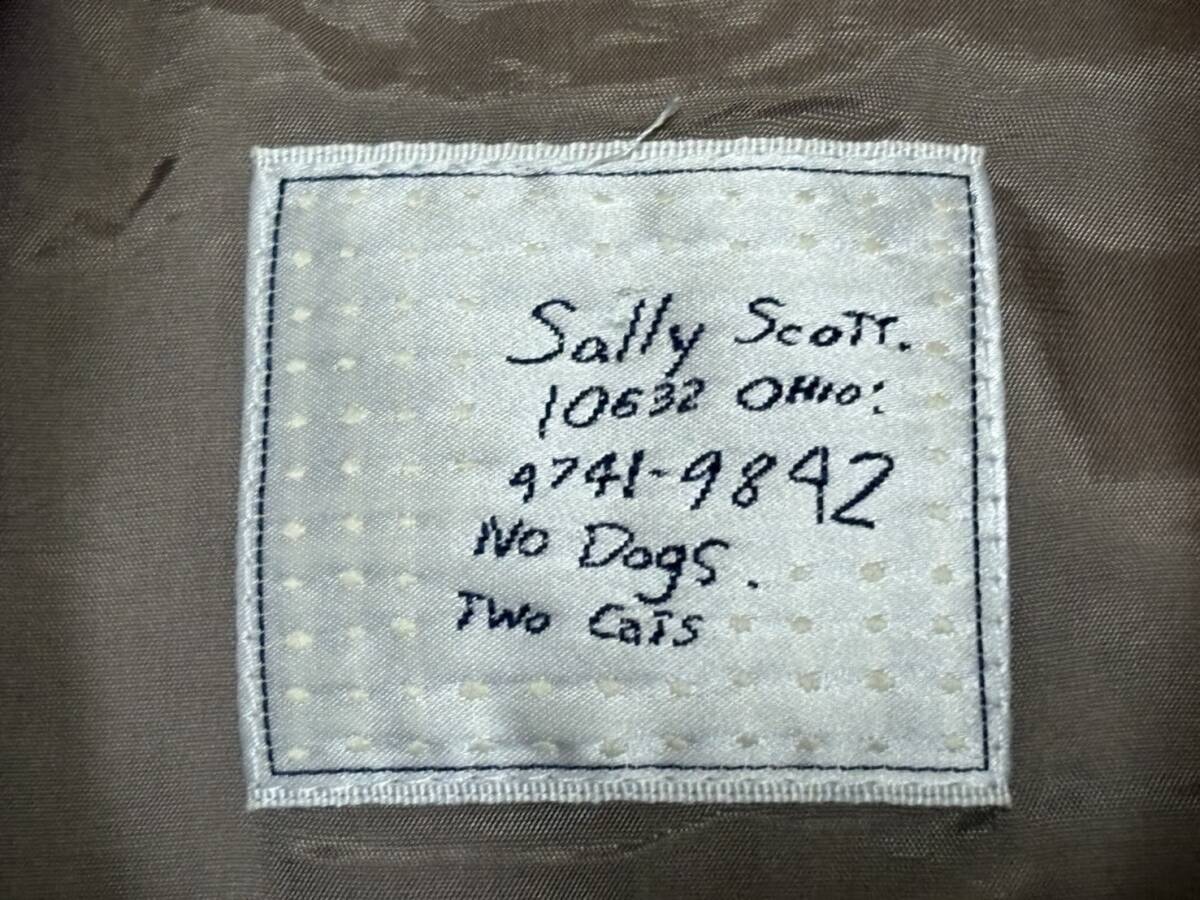 Sally Scott.
10632 Ohio:
9741-9842
No Dogs.
Two Cats